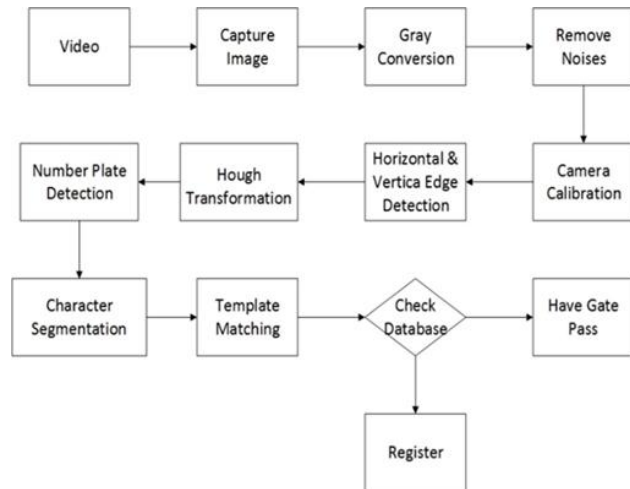 Video
Capture
Image
Gray
Conversion
Remove
Noises
Number Plate
Detection
Hough
Transformation
Horizontal &
Vertica Edge
Detection
Camera
Calibration
Character
Segmentation
Template
Matching
Check
Database
Have Gate
Pass
Register